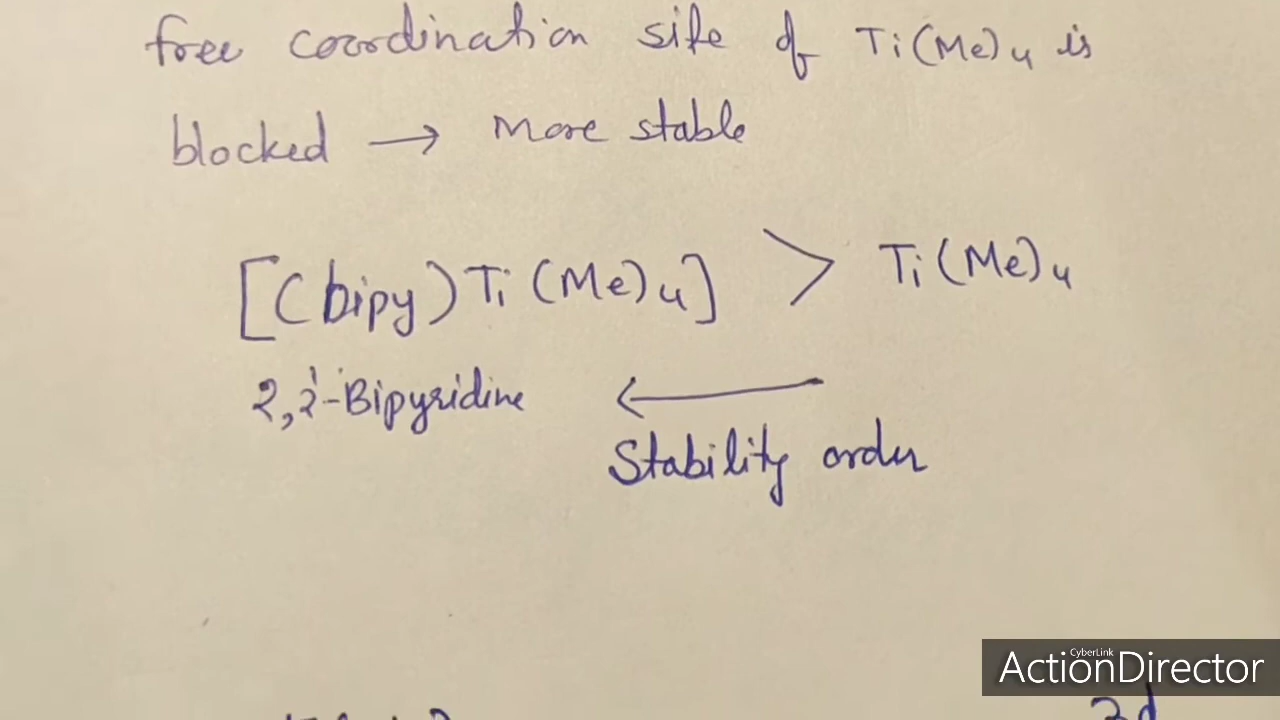 free coordination site of Ti(Me)4 is
blocked → More stable
[(bipy)Ti(Me)4] > Ti(Me)4
2,2'-Bipyridine ←
Stability order
CyberLink
ActionDirector